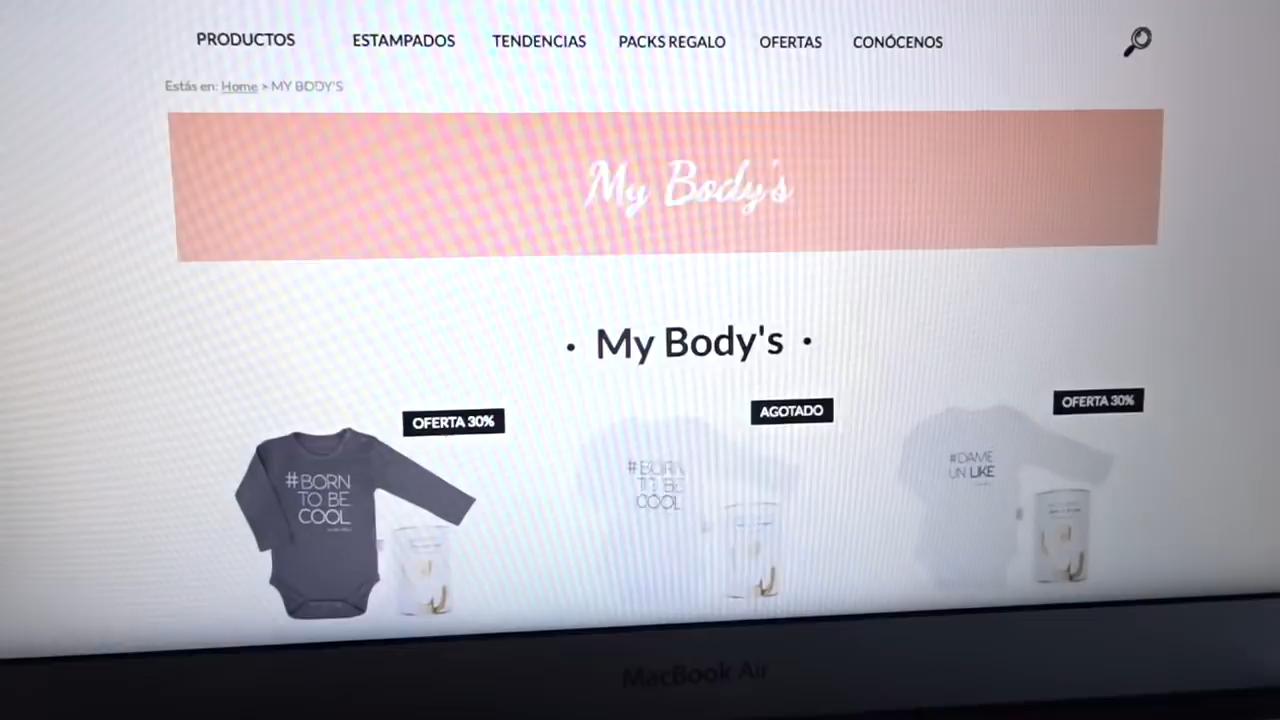 PRODUCTOS ESTAMPADOS TENDENCIAS PACKS REGALO OFERTAS CONÓCENOS
Estás en: Home > MY BODY'S
My Body's
· My Body's ·
OFERTA 30%
AGOTADO
OFERTA 30%
#BORN
TO BE
COOL
#BORN
TO BE
COOL
#DAME
UN LIKE
MacBook Air